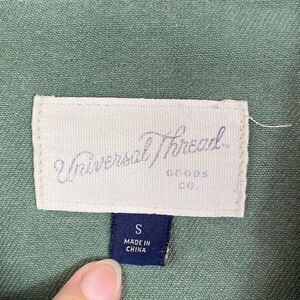 Universal Thread
GOODS
CO.
S
MADE IN
CHINA